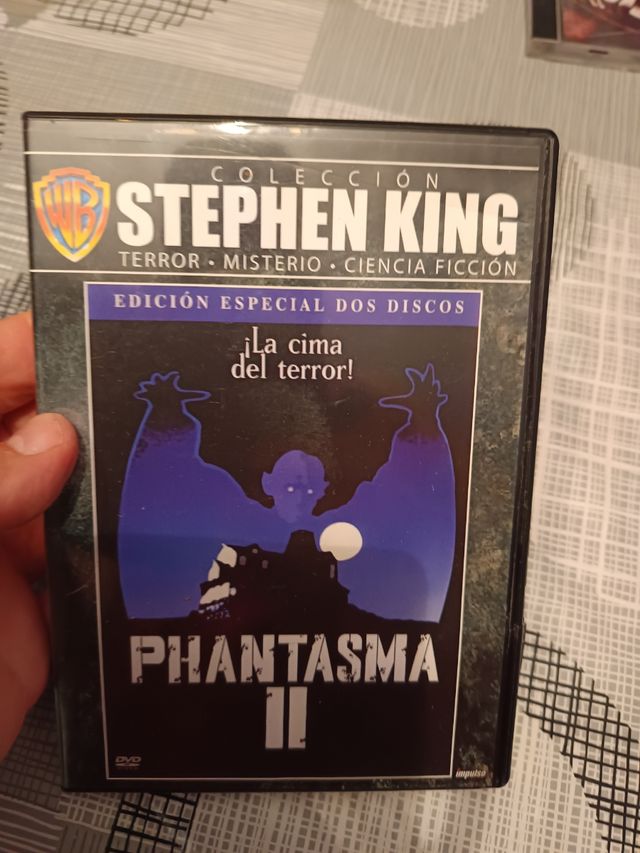 COLECCIÓN
WB
STEPHEN KING
TERROR · MISTERIO · CIENCIA FICCIÓN
EDICIÓN ESPECIAL DOS DISCOS
¡La cima
del terror!
PHANTASMA
II
DVD
impulso